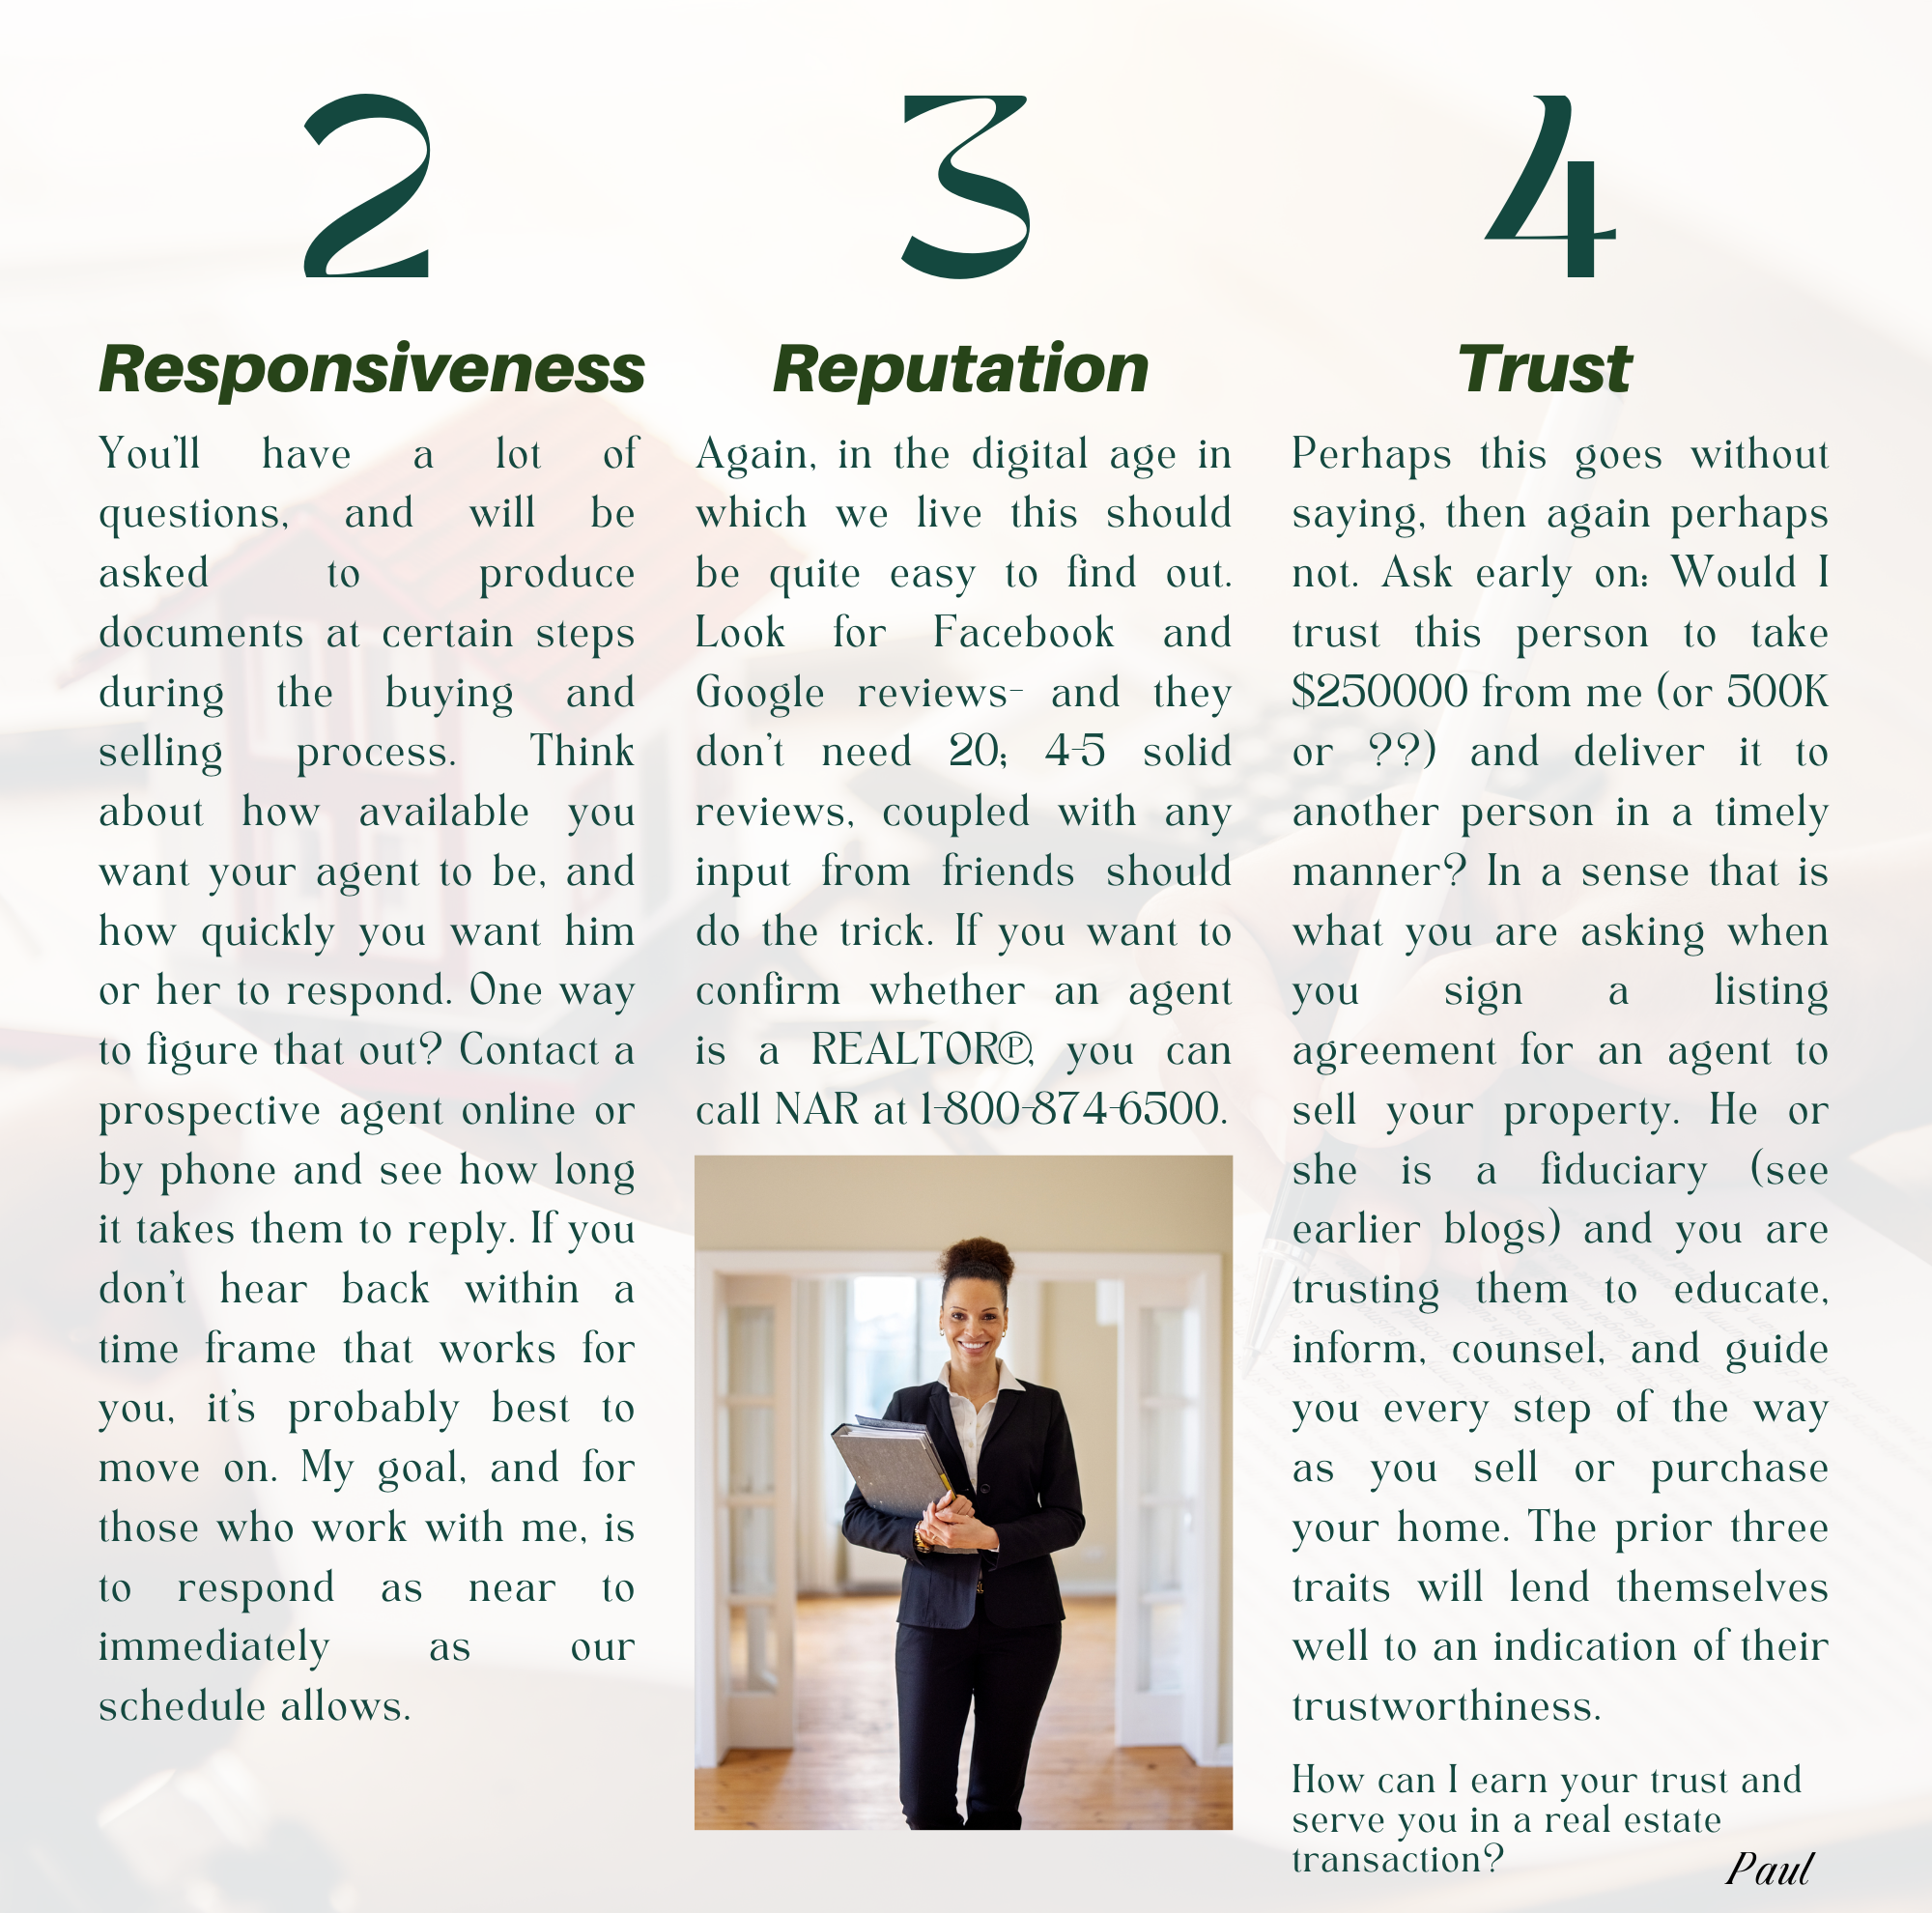 2
Responsiveness
You'll have a lot of
questions, and will be
asked to produce
documents at certain steps
during the buying and
selling process. Think
about how available you
want your agent to be, and
how quickly you want him
or her to respond. One way
to figure that out? Contact a
prospective agent online or
by phone and see how long
it takes them to reply. If you
don't hear back within a
time frame that works for
you, it's probably best to
move on. My goal, and for
those who work with me, is
to respond as near to
immediately as our
schedule allows.
3
Reputation
Again, in the digital age in
which we live this should
be quite easy to find out.
Look for Facebook and
Google reviews- and they
don't need 20; 4-5 solid
reviews, coupled with any
input from friends should
do the trick. If you want to
confirm whether an agent
is a REALTOR℗, you can
call NAR at 1-800-874-6500.
4
Trust
Perhaps this goes without
saying, then again perhaps
not. Ask early on: Would I
trust this person to take
$250000 from me (or 500K
or ??) and deliver it to
another person in a timely
manner? In a sense that is
what you are asking when
you sign a listing
agreement for an agent to
sell your property. He or
she is a fiduciary (see
earlier blogs) and you are
trusting them to educate,
inform, counsel, and guide
you every step of the way
as you sell or purchase
your home. The prior three
traits will lend themselves
well to an indication of their
trustworthiness.
How can I earn your trust and
serve you in a real estate
transaction?
Paul